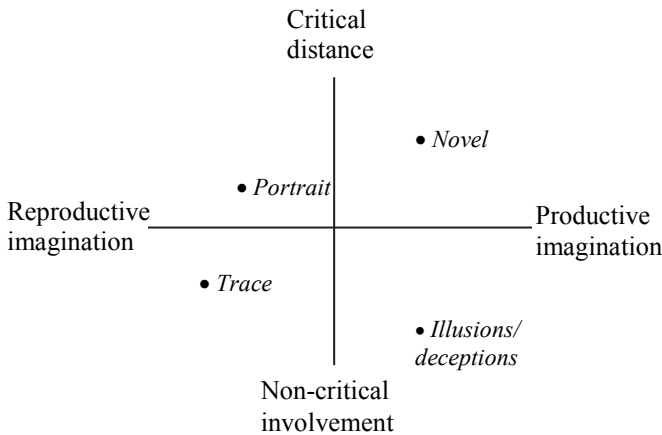 Critical
distance
• Novel
• Portrait
Reproductive
imagination
Productive
imagination
• Trace
• Illusions/
deceptions
Non-critical
involvement